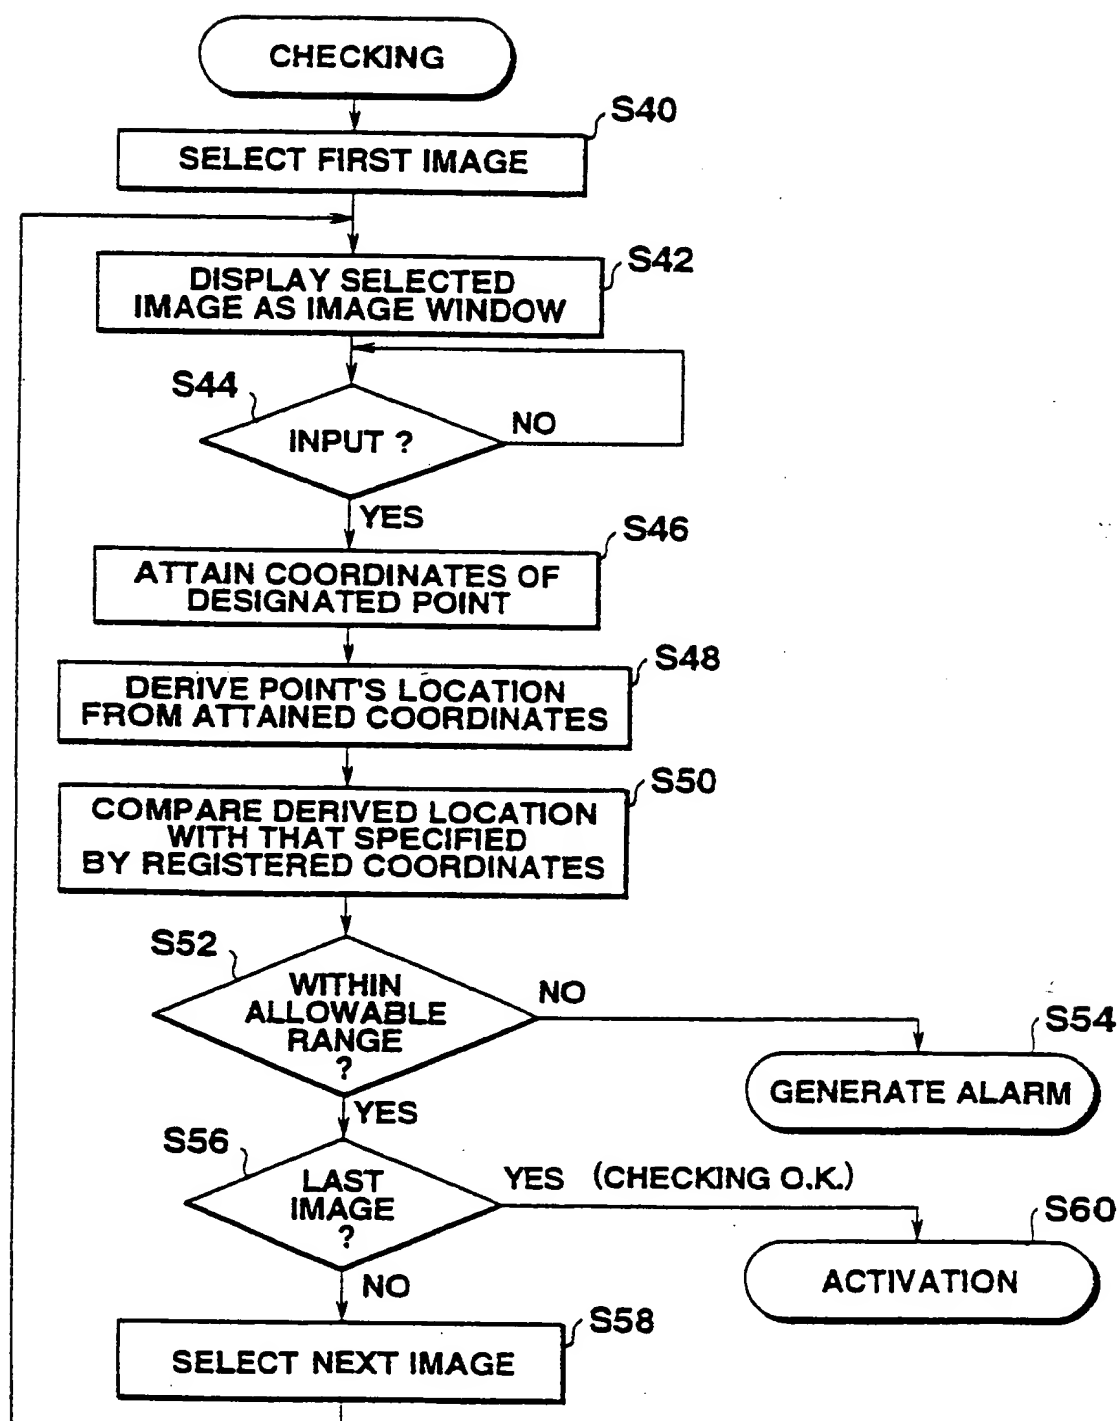 CHECKING
S40
SELECT FIRST IMAGE
S42
DISPLAY SELECTED
IMAGE AS IMAGE WINDOW
S44
INPUT ?
NO
YES
S46
ATTAIN COORDINATES OF
DESIGNATED POINT
S48
DERIVE POINT'S LOCATION
FROM ATTAINED COORDINATES
S50
COMPARE DERIVED LOCATION
WITH THAT SPECIFIED
BY REGISTERED COORDINATES
S52
WITHIN
ALLOWABLE
RANGE
?
NO
S54
GENERATE ALARM
YES
S56
LAST
IMAGE
?
YES (CHECKING O.K.)
S60
ACTIVATION
NO
S58
SELECT NEXT IMAGE